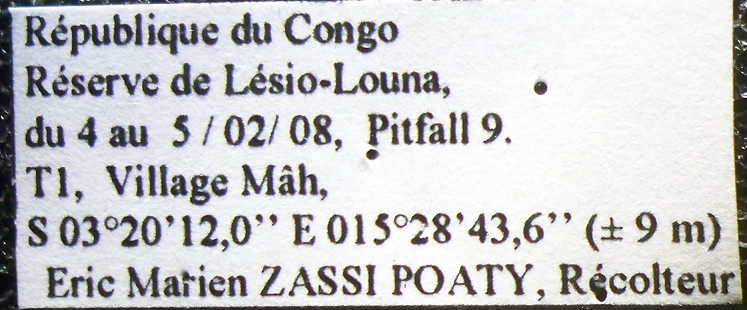 République du Congo
Réserve de Lésio-Louna,
du 4 au 5 / 02/ 08, Pitfall 9.
T1, Village Mâh,
S 03°20’12,0’’ E 015°28’43,6’’ (± 9 m)
Eric Marien ZASSI POATY, Récolteur